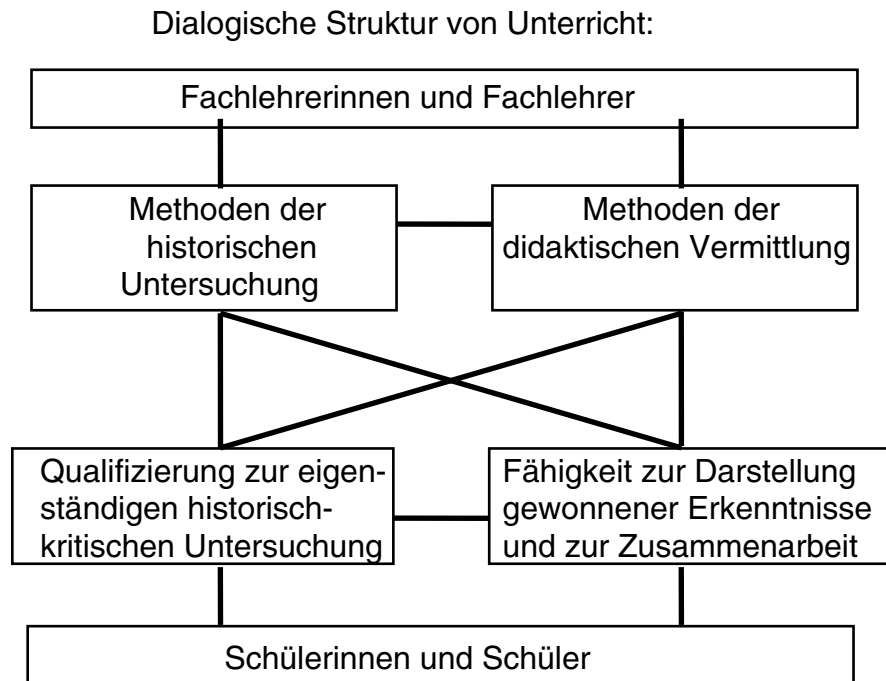 Dialogische Struktur von Unterricht:
Fachlehrerinnen und Fachlehrer
Methoden der
historischen
Untersuchung
Methoden der
didaktischen Vermittlung
Qualifizierung zur eigen-
ständigen historisch-
kritischen Untersuchung
Fähigkeit zur Darstellung
gewonnener Erkenntnisse
und zur Zusammenarbeit
Schülerinnen und Schüler